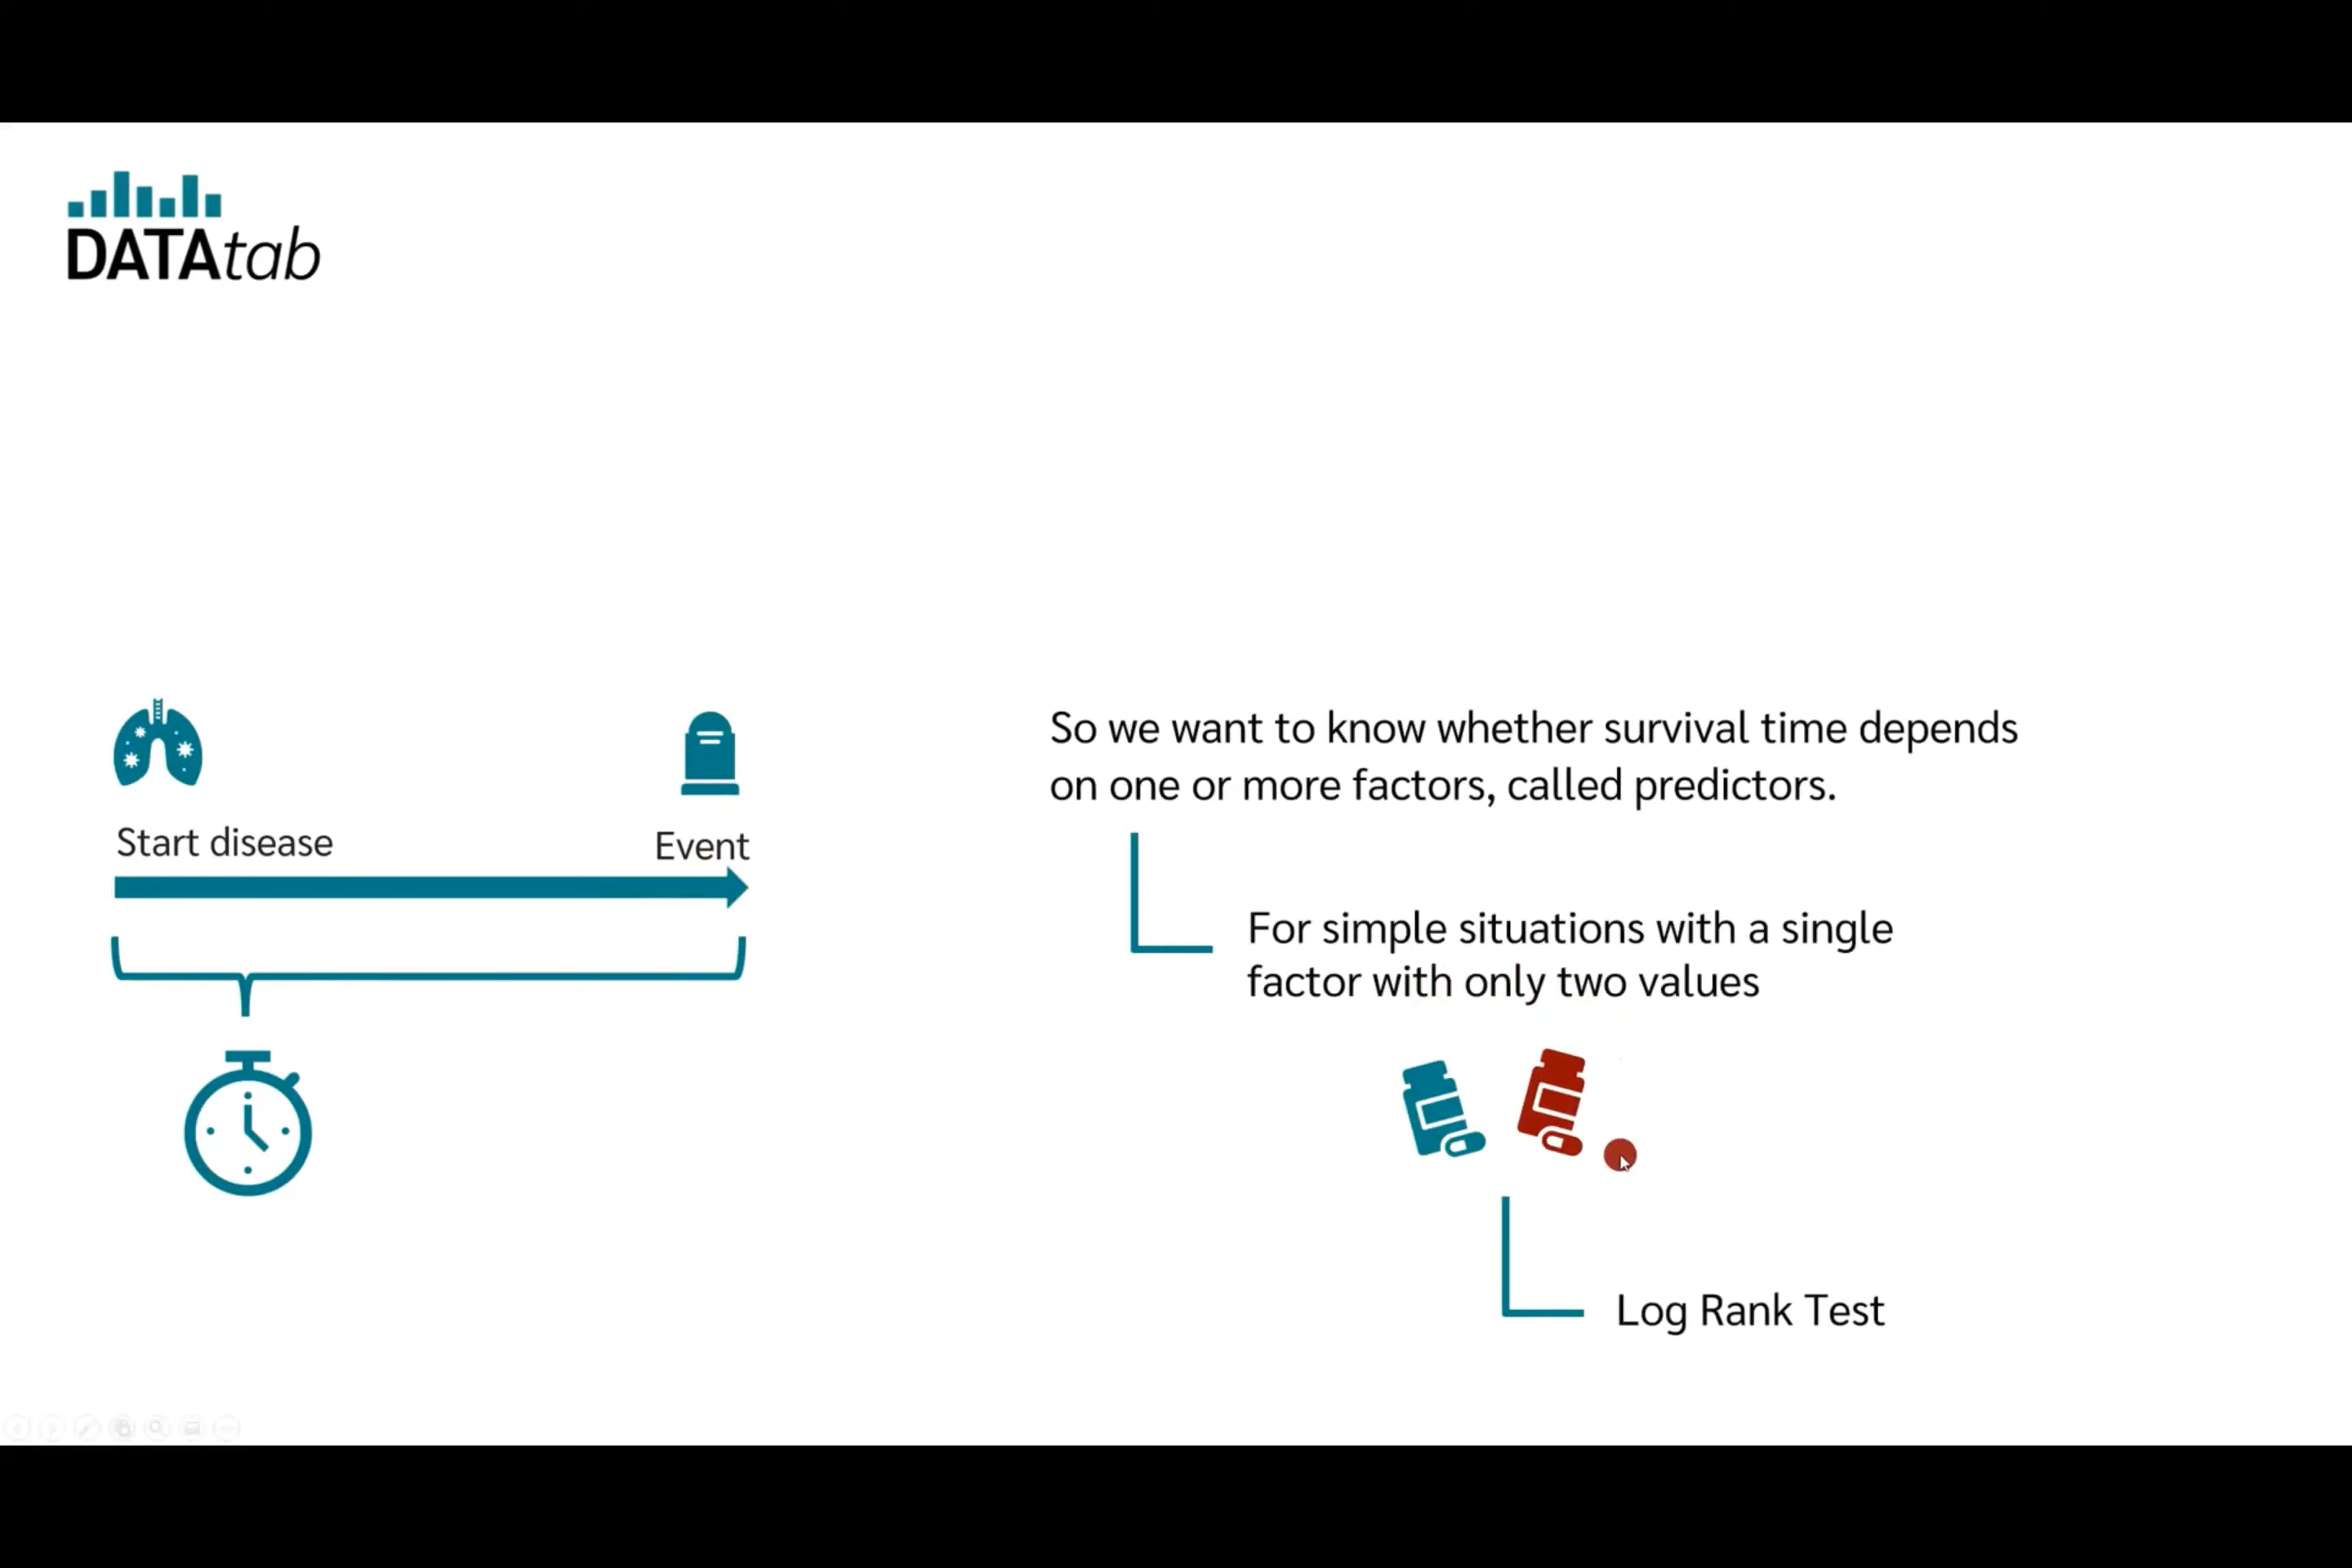 DATAtab
Start disease
Event
So we want to know whether survival time depends
on one or more factors, called predictors.
For simple situations with a single
factor with only two values
Log Rank Test